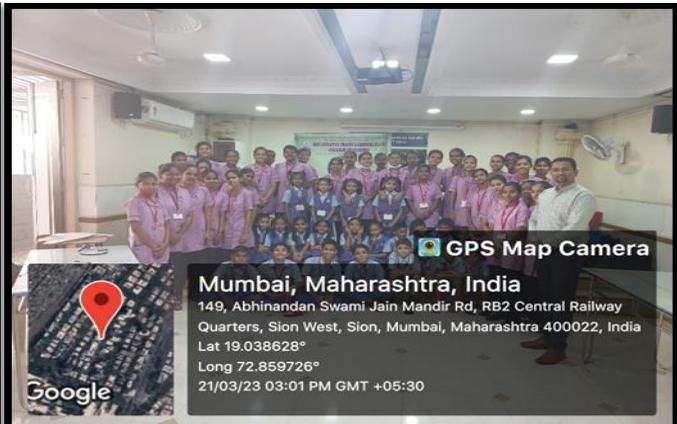 GPS Map Camera
Mumbai, Maharashtra, India
149, Abhinandan Swami Jain Mandir Rd, RB2 Central Railway
Quarters, Sion West, Sion, Mumbai, Maharashtra 400022, India
Lat 19.038628°
Long 72.859726°
21/03/23 03:01 PM GMT +05:30
Google